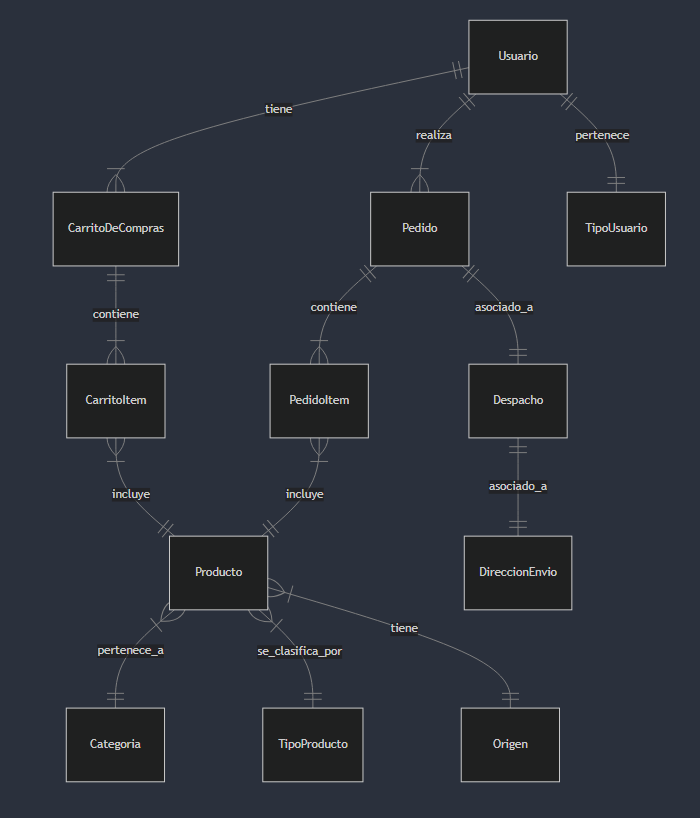 Usuario
tiene
realiza
pertenece
CarritoDeCompras
Pedido
TipoUsuario
contiene
contiene
asociado_a
CarritoItem
PedidoItem
Despacho
incluye
incluye
asociado_a
Producto
DireccionEnvio
tiene
pertenece_a
se_clasifica_por
Categoria
TipoProducto
Origen